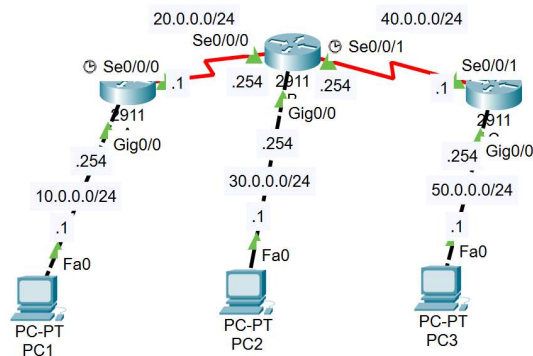 20.0.0.0/24
40.0.0.0/24
Se0/0/0
Se0/0/1
Se0/0/0
Se0/0/1
.1
.254
2911
.254
.1
2911
2911
Gig0/0
.254
.254
Gig0/0
.254
10.0.0.0/24
30.0.0.0/24
50.0.0.0/24
.1
.1
.1
Fa0
Fa0
Fa0
PC-PT
PC1
PC-PT
PC2
PC-PT
PC3